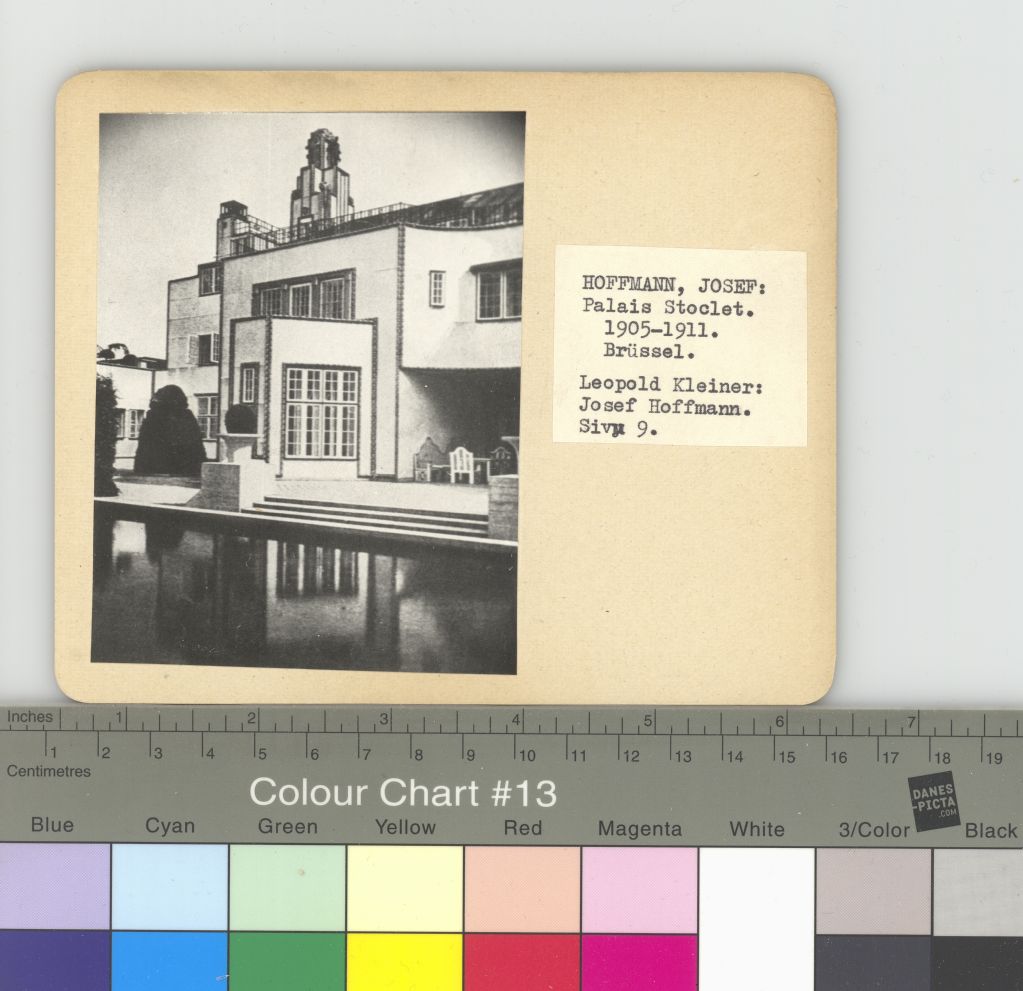 HOFFMANN, JOSEF:
Palais Stoclet.
1905-1911.
Brüssel.
Leopold Kleiner:
Josef Hoffmann.
Sivu 9.
Inches 1 2 3 4 5 6 7
1 2 3 4 5 6 7 8 9 10 11 12 13 14 15 16 17 18 19
Centimetres
Colour Chart #13
DANES
-PICTA
.COM
Blue Cyan Green Yellow Red Magenta White 3/Color Black